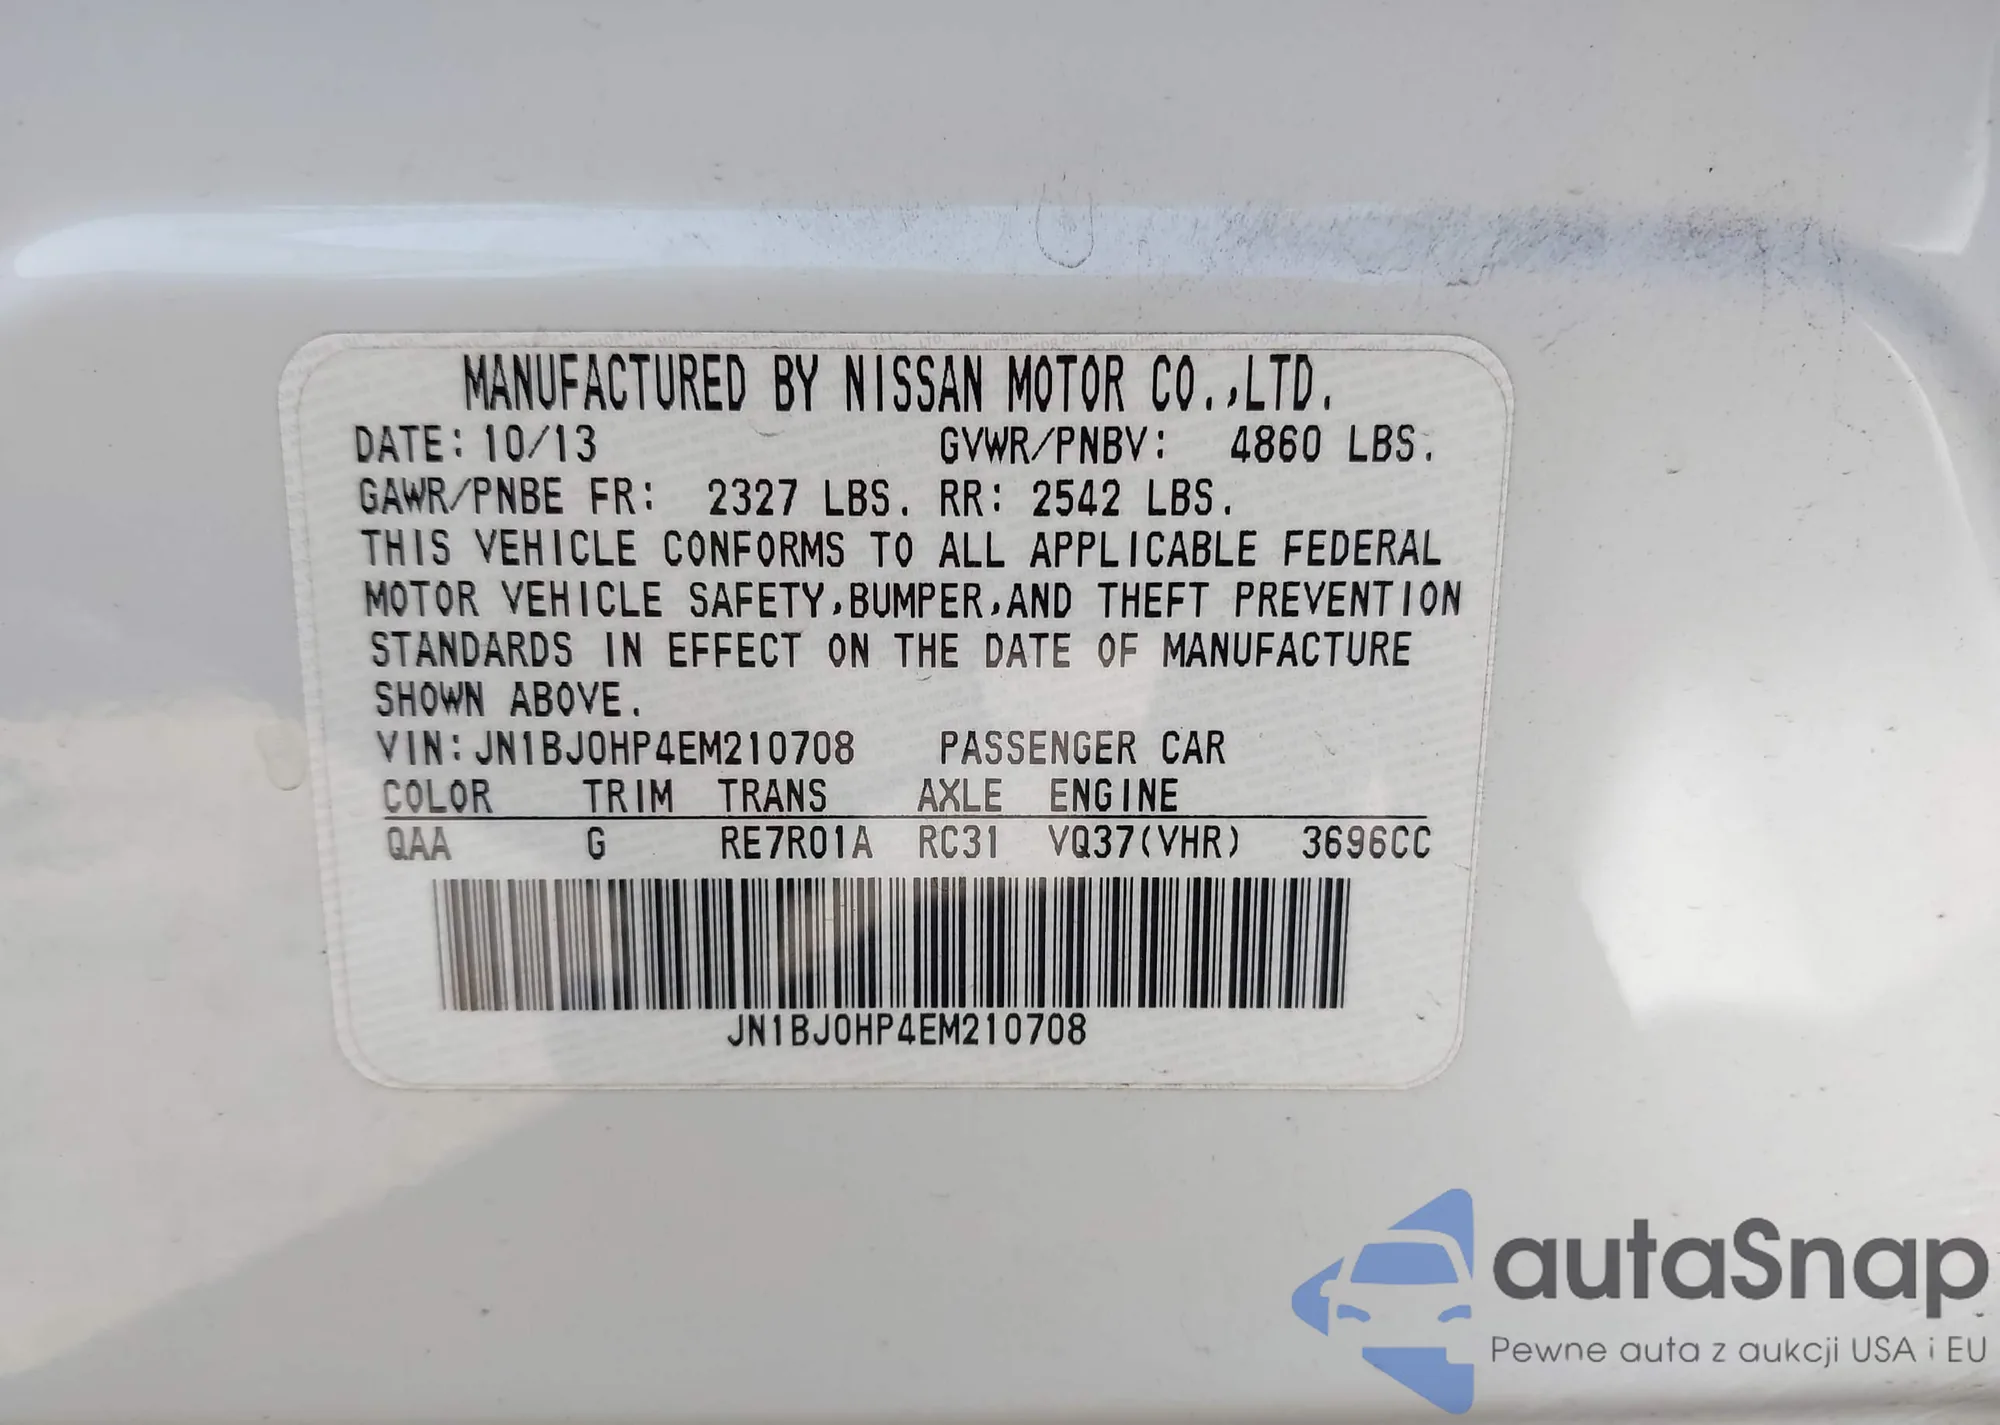 MANUFACTURED BY NISSAN MOTOR CO.,LTD.
DATE: 10/13 GVWR/PNBV: 4860 LBS.
GAWR/PNBE FR: 2327 LBS. RR: 2542 LBS.
THIS VEHICLE CONFORMS TO ALL APPLICABLE FEDERAL
MOTOR VEHICLE SAFETY,BUMPER,AND THEFT PREVENTION
STANDARDS IN EFFECT ON THE DATE OF MANUFACTURE
SHOWN ABOVE.
VIN:JN1BJ0HP4EM210708 PASSENGER CAR
COLOR TRIM TRANS AXLE ENGINE
QAA G RE7R01A RC31 VQ37(VHR) 3696CC
JN1BJ0HP4EM210708
autaSnap
Pewne auta z aukcji USA i EU